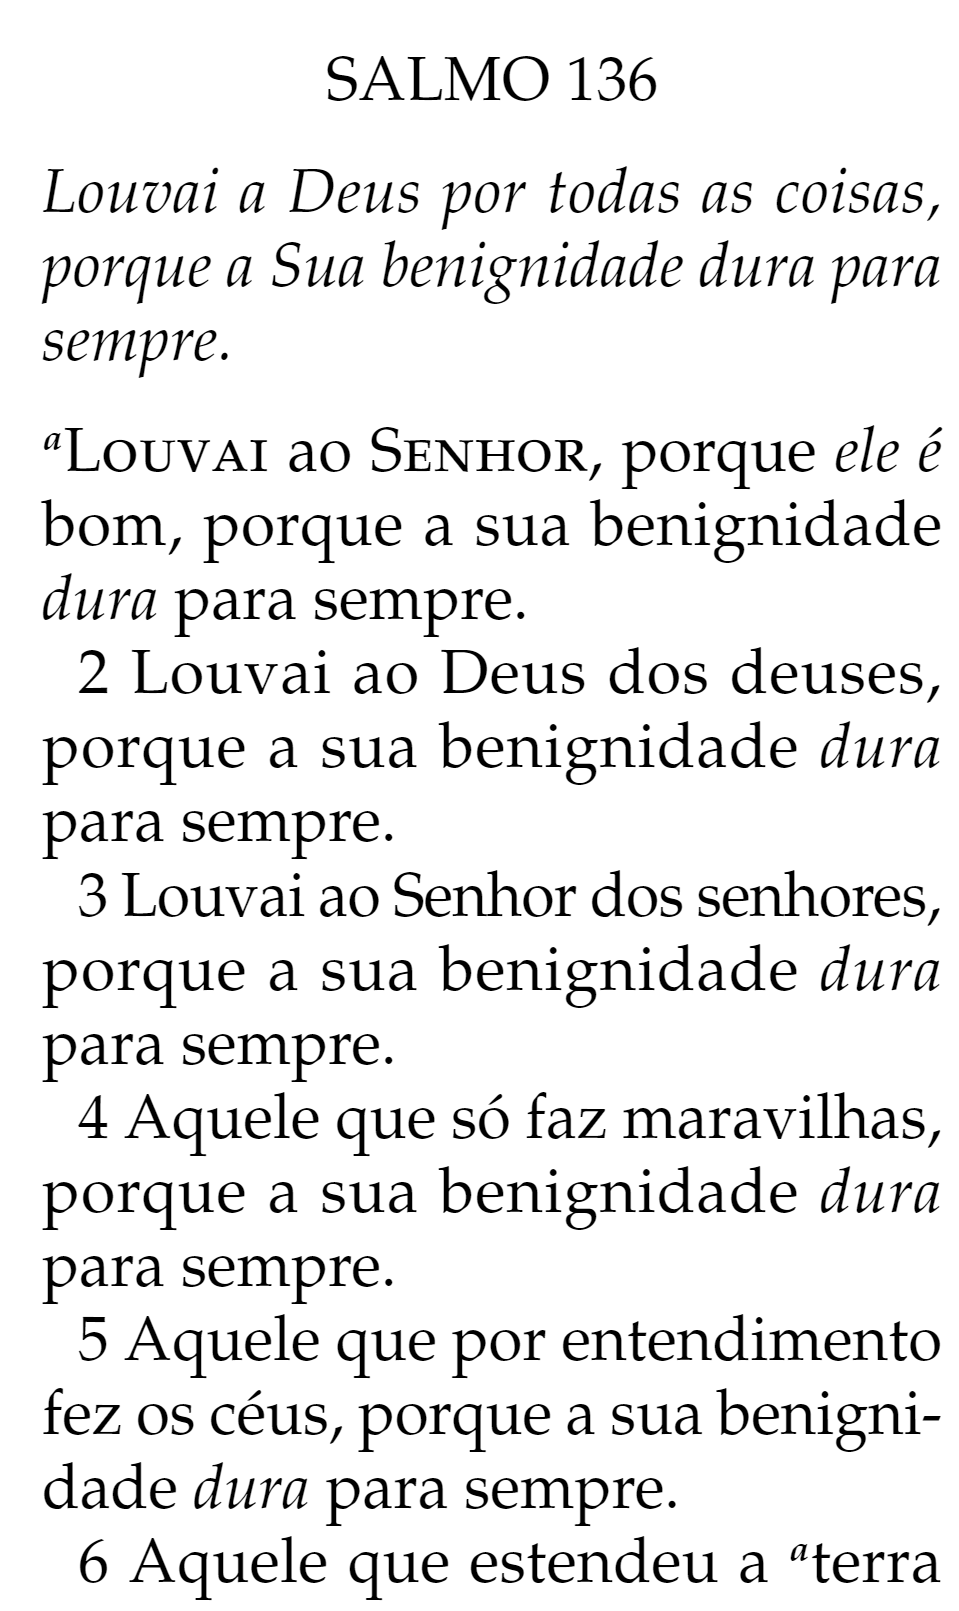 SALMO 136
Louvai a Deus por todas as coisas,
porque a Sua benignidade dura para
sempre.
aLouvai ao Senhor, porque ele é
bom, porque a sua benignidade
dura para sempre.
2 Louvai ao Deus dos deuses,
porque a sua benignidade dura
para sempre.
3 Louvai ao Senhor dos senhores,
porque a sua benignidade dura
para sempre.
4 Aquele que só faz maravilhas,
porque a sua benignidade dura
para sempre.
5 Aquele que por entendimento
fez os céus, porque a sua benigni-
dade dura para sempre.
6 Aquele que estendeu a aterra